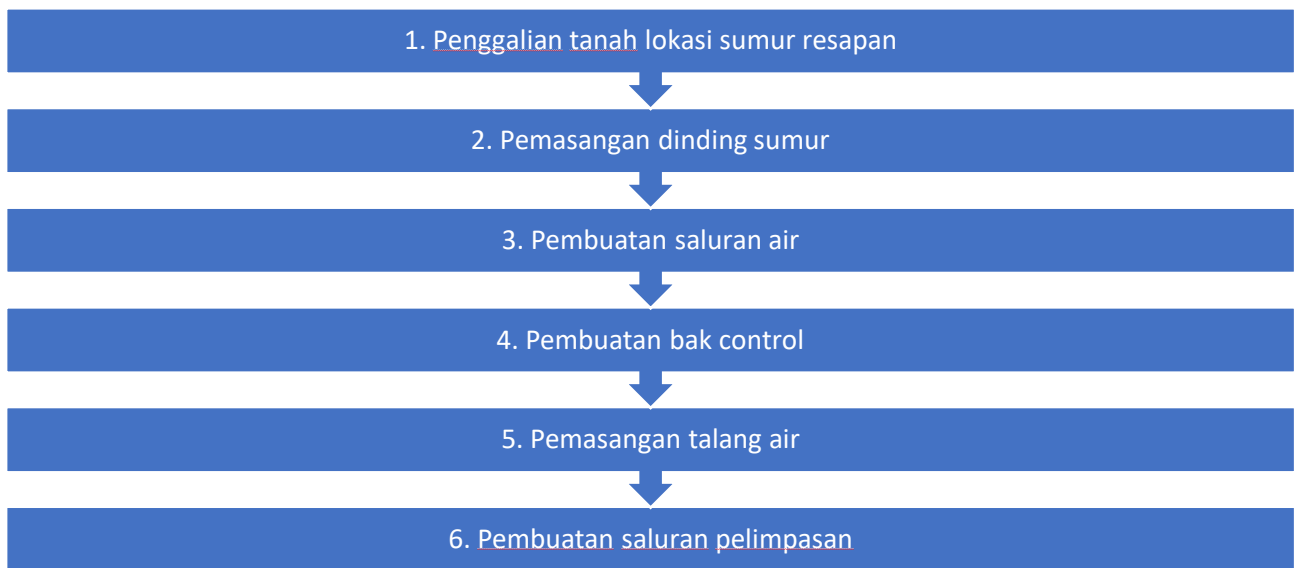 1. Penggalian tanah lokasi sumur resapan
2. Pemasangan dinding sumur
3. Pembuatan saluran air
4. Pembuatan bak control
5. Pemasangan talang air
6. Pembuatan saluran pelimpasan